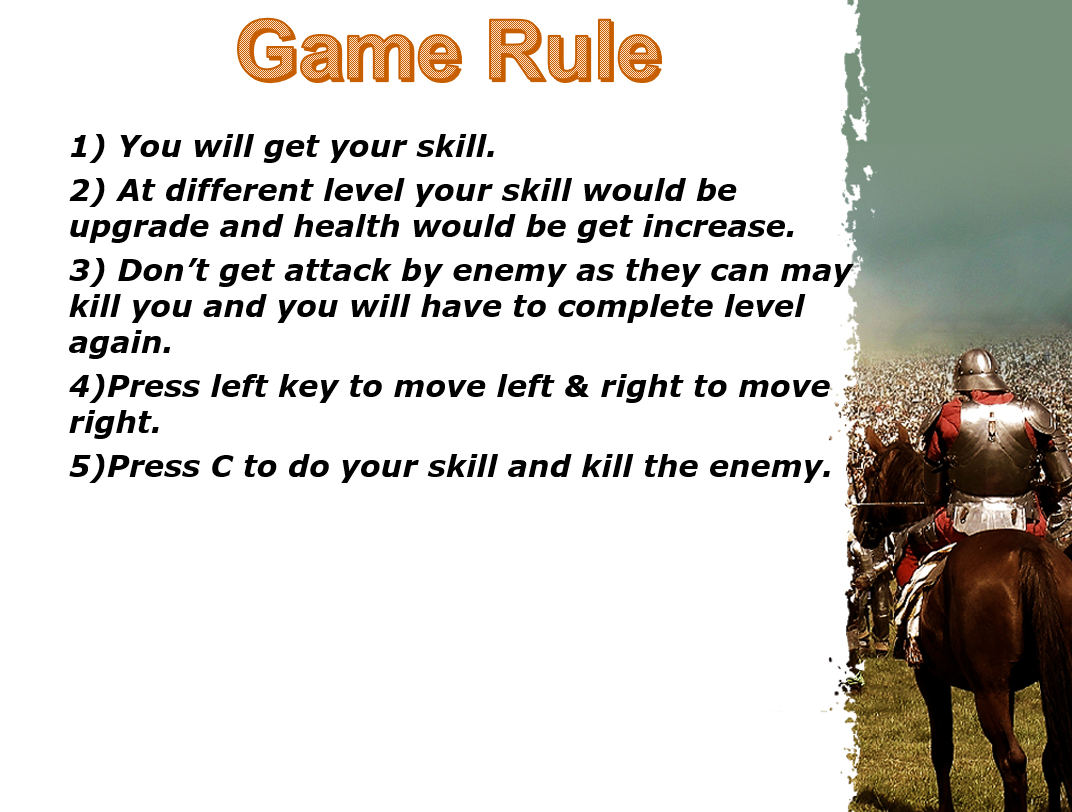 Game Rule
1) You will get your skill.
2) At different level your skill would be
upgrade and health would be get increase.
3) Don’t get attack by enemy as they can may
kill you and you will have to complete level
again.
4)Press left key to move left & right to move
right.
5)Press C to do your skill and kill the enemy.